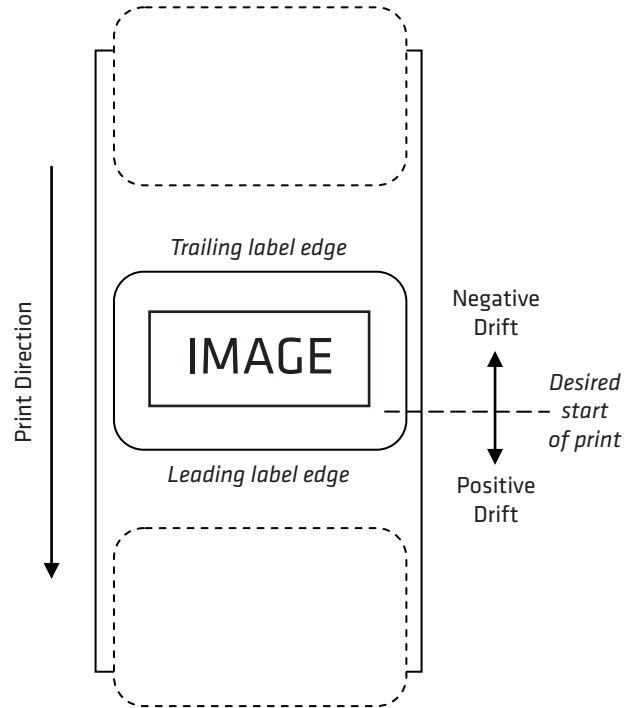 Trailing label edge
Print Direction
IMAGE
Negative
Drift
Desired
start
of print
Leading label edge
Positive
Drift